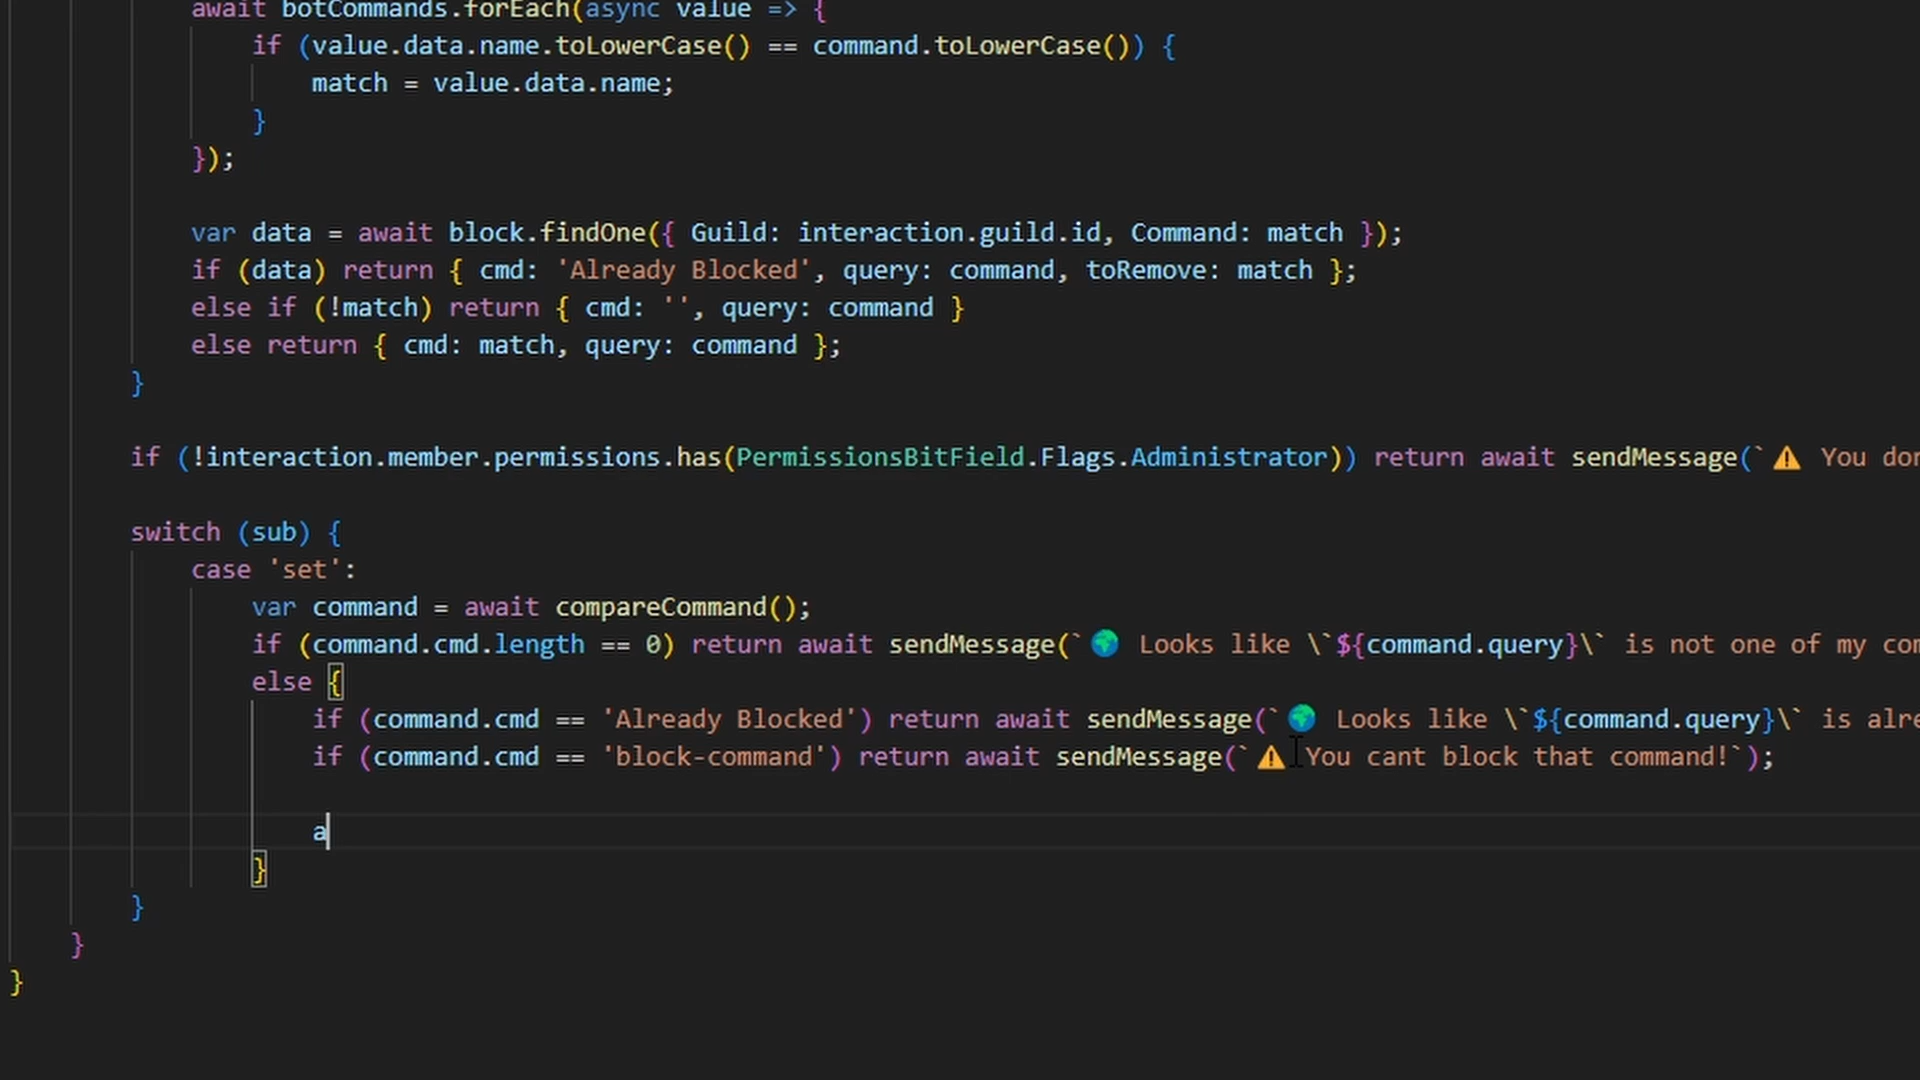 await botCommands.forEach(async value => {
if (value.data.name.toLowerCase() == command.toLowerCase()) {
match = value.data.name;
}
});
var data = await block.findOne({ Guild: interaction.guild.id, Command: match });
if (data) return { cmd: 'Already Blocked', query: command, toRemove: match };
else if (!match) return { cmd: '', query: command }
else return { cmd: match, query: command };
}
if (!interaction.member.permissions.has(PermissionsBitField.Flags.Administrator)) return await sendMessage(`⚠️ You don
switch (sub) {
case 'set':
var command = await compareCommand();
if (command.cmd.length == 0) return await sendMessage(`🌍 Looks like \`${command.query}\` is not one of my com
else {
if (command.cmd == 'Already Blocked') return await sendMessage(`🌍 Looks like \`${command.query}\` is alre
if (command.cmd == 'block-command') return await sendMessage(`⚠️ You cant block that command!`);
a
}
}
}
}